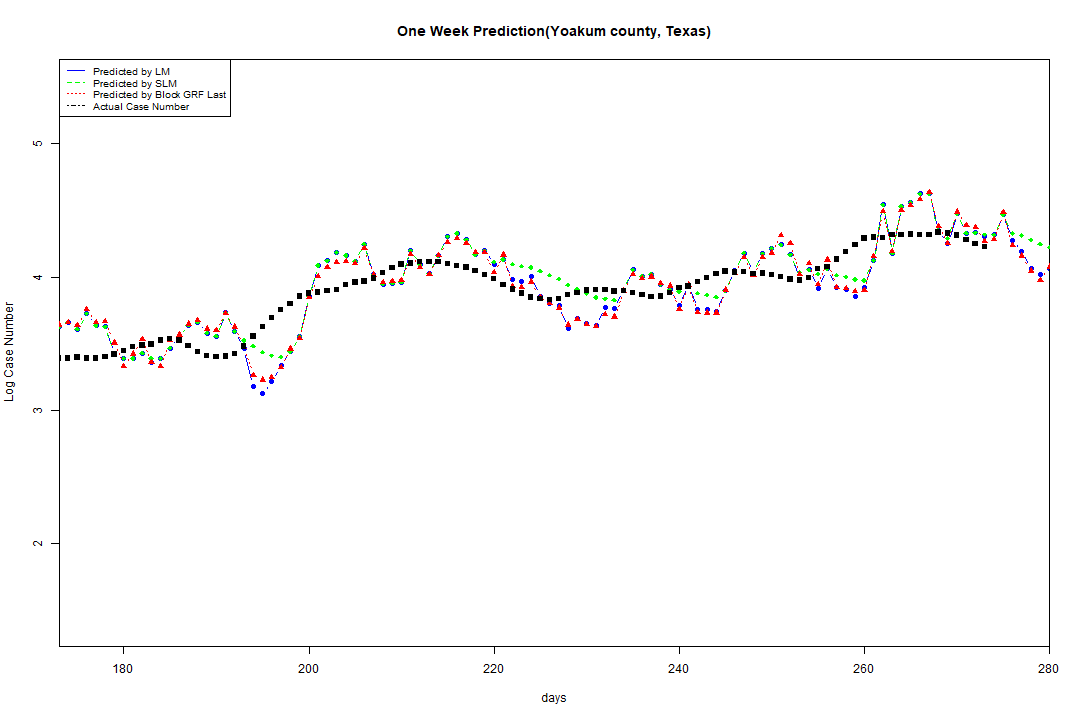 One Week Prediction(Yoakum county, Texas)
Predicted by LM
Predicted by SLM
Predicted by Block GRF Last
Actual Case Number
5
4
3
2
Log Case Number
180 200 220 240 260 280
days